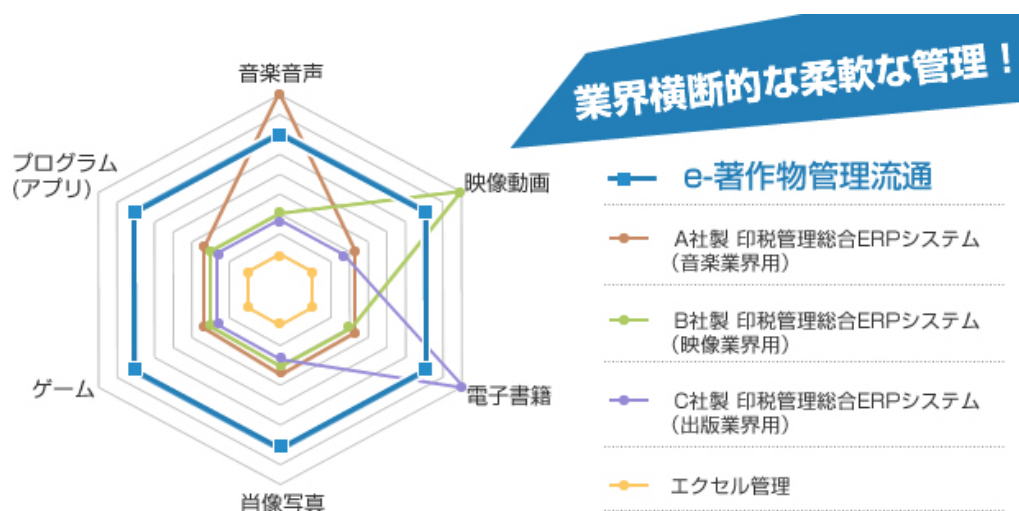 業界横断的な柔軟な管理！
音楽音声
映像動画
電子書籍
肖像写真
ゲーム
プログラム
(アプリ)
e-著作物管理流通
A社製 印税管理総合ERPシステム
(音楽業界用)
B社製 印税管理総合ERPシステム
(映像業界用)
C社製 印税管理総合ERPシステム
(出版業界用)
エクセル管理